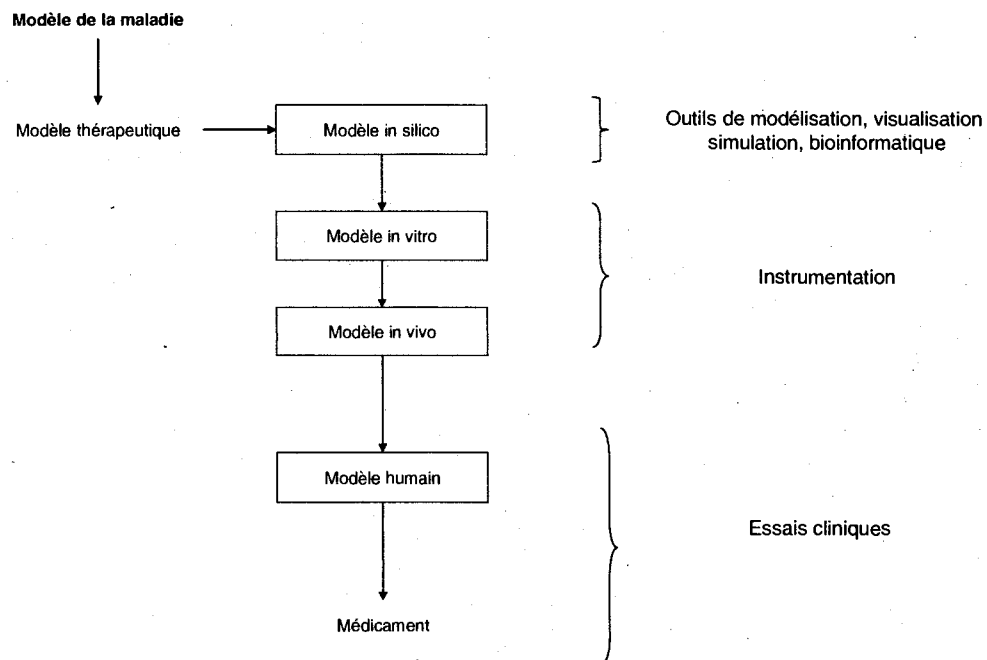 Modèle de la maladie
Modèle thérapeutique
Modèle in silico
Outils de modélisation, visualisation
simulation, bioinformatique
Modèle in vitro
Instrumentation
Modèle in vivo
Modèle humain
Essais cliniques
Médicament